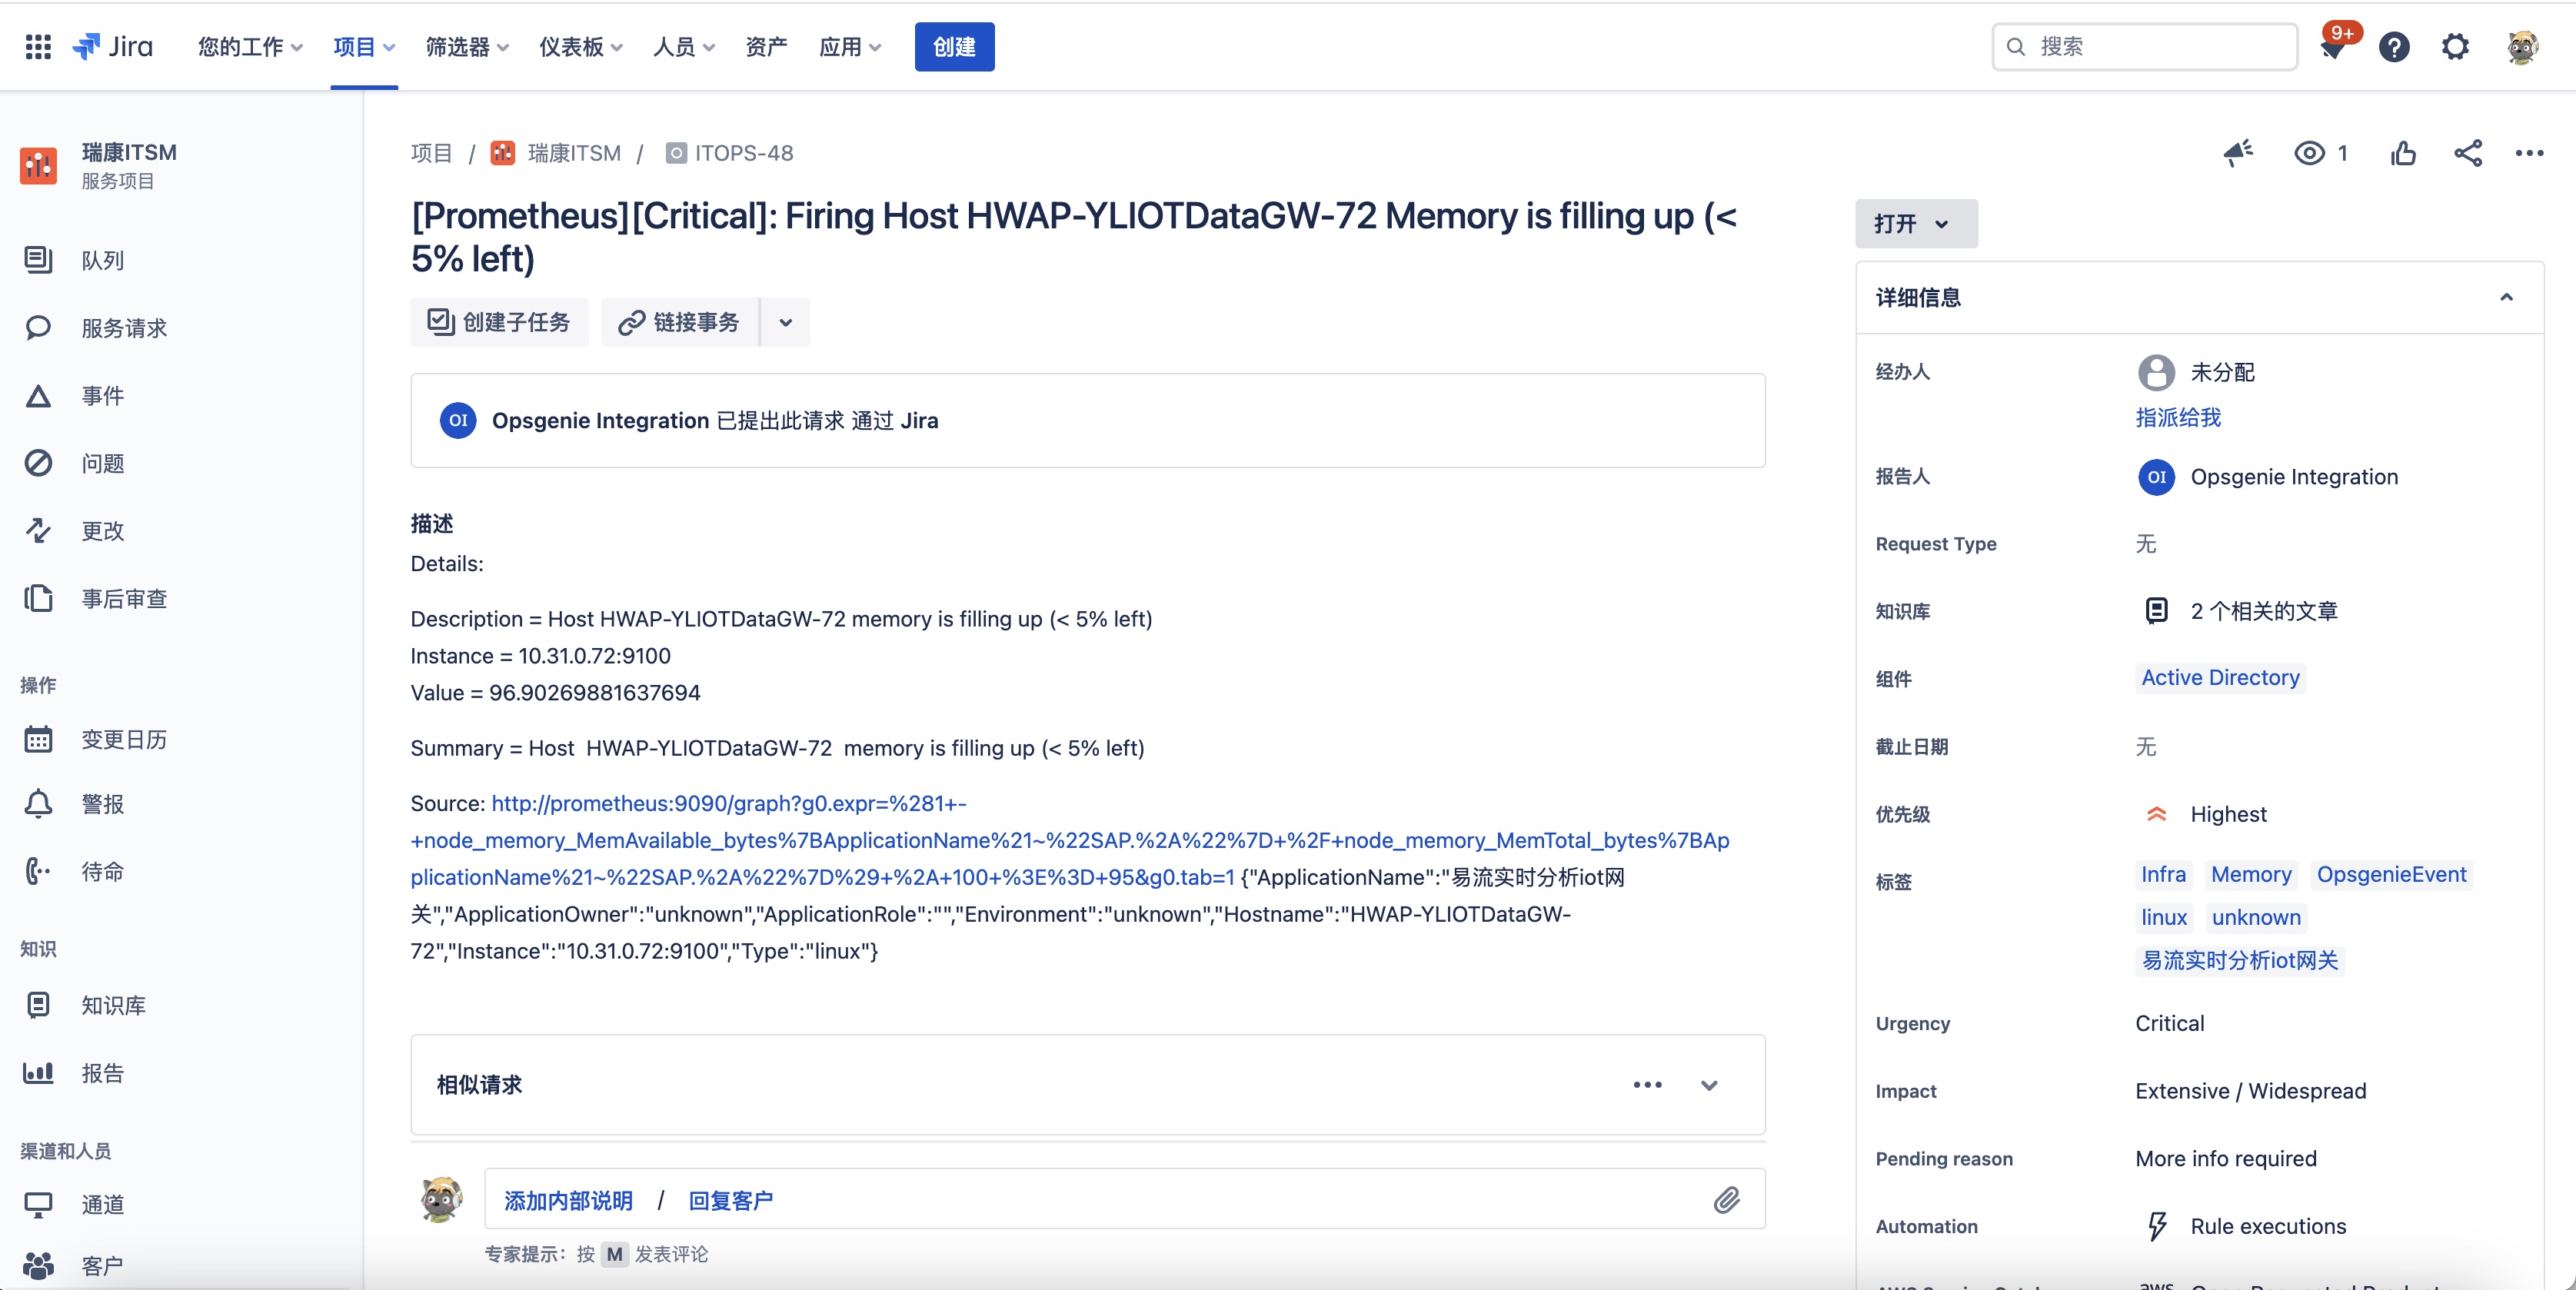 Jira
您的工作
项目
筛选器
仪表板
人员
资产
应用
创建
搜索
9+
瑞康ITSM
服务项目
队列
服务请求
事件
问题
更改
事后审查
操作
变更日历
警报
待命
知识
知识库
报告
渠道和人员
通道
客户
项目 / 瑞康ITSM / ITOPS-48
1
[Prometheus][Critical]: Firing Host HWAP-YLIOTDataGW-72 Memory is filling up (<
5% left)
创建子任务
链接事务
OI Opsgenie Integration 已提出此请求 通过 Jira
描述
Details:
Description = Host HWAP-YLIOTDataGW-72 memory is filling up (< 5% left)
Instance = 10.31.0.72:9100
Value = 96.90269881637694
Summary = Host HWAP-YLIOTDataGW-72 memory is filling up (< 5% left)
Source: http://prometheus:9090/graph?g0.expr=%281+-
+node_memory_MemAvailable_bytes%7BApplicationName%21~%22SAP.%2A%22%7D+%2F+node_memory_MemTotal_bytes%7BAp
plicationName%21~%22SAP.%2A%22%7D%29+%2A+100+%3E%3D+95&g0.tab=1 {"ApplicationName":"易流实时分析iot网
关","ApplicationOwner":"unknown","ApplicationRole":"","Environment":"unknown","Hostname":"HWAP-YLIOTDataGW-
72","Instance":"10.31.0.72:9100","Type":"linux"}
相似请求
添加内部说明 / 回复客户
专家提示：按 M 发表评论
打开
详细信息
经办人
未分配
指派给我
报告人
OI Opsgenie Integration
Request Type
无
知识库
2 个相关的文章
组件
Active Directory
截止日期
无
优先级
Highest
标签
Infra Memory OpsgenieEvent
linux unknown
易流实时分析iot网关
Urgency
Critical
Impact
Extensive / Widespread
Pending reason
More info required
Automation
Rule executions